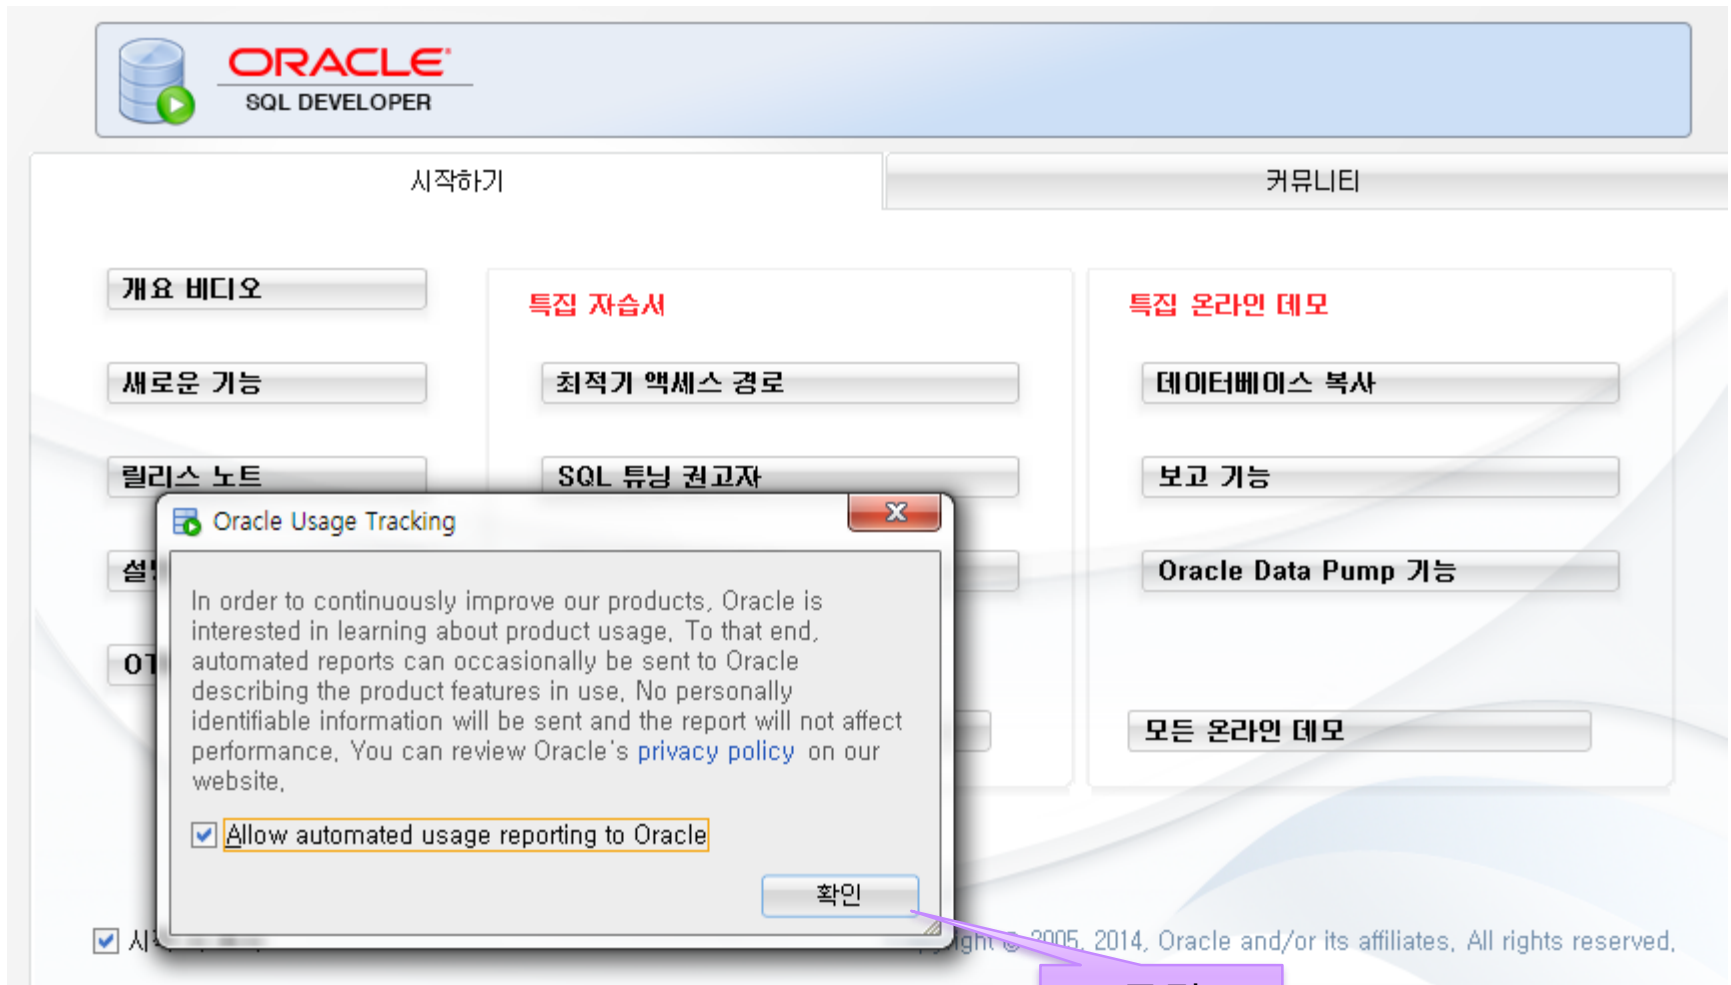 ORACLE
SQL DEVELOPER
시작하기
커뮤니티
개요 비디오
새로운 기능
릴리스 노트
특집 자습서
최적기 액세스 경로
SQL 튜닝 권고자
특집 온라인 데모
데이터베이스 복사
보고 기능
Oracle Data Pump 기능
모든 온라인 데모
Oracle Usage Tracking
In order to continuously improve our products, Oracle is
interested in learning about product usage, To that end,
automated reports can occasionally be sent to Oracle
describing the product features in use, No personally
identifiable information will be sent and the report will not affect
performance, You can review Oracle's privacy policy on our
website,
Allow automated usage reporting to Oracle
확인
2005, 2014, Oracle and/or its affiliates, All rights reserved,